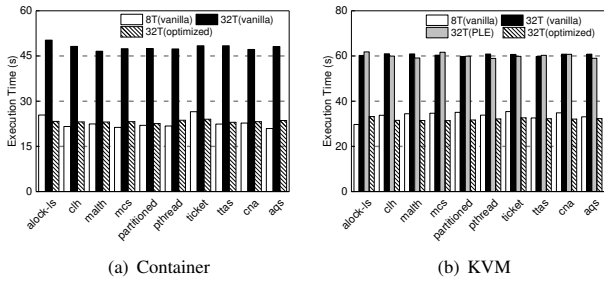 8T(vanilla) 32T(vanilla)
32T(optimized)
Execution Time (s)
60
45
30
15
0
alock-ls clh malth mcs partitioned pthread ticket ttas cna aqs
(a) Container
8T(vanilla) 32T (vanilla)
32T(PLE) 32T(optimized)
Execution Time (s)
80
60
40
20
0
alock-ls clh malth mcs partitioned pthread ticket ttas cna aqs
(b) KVM